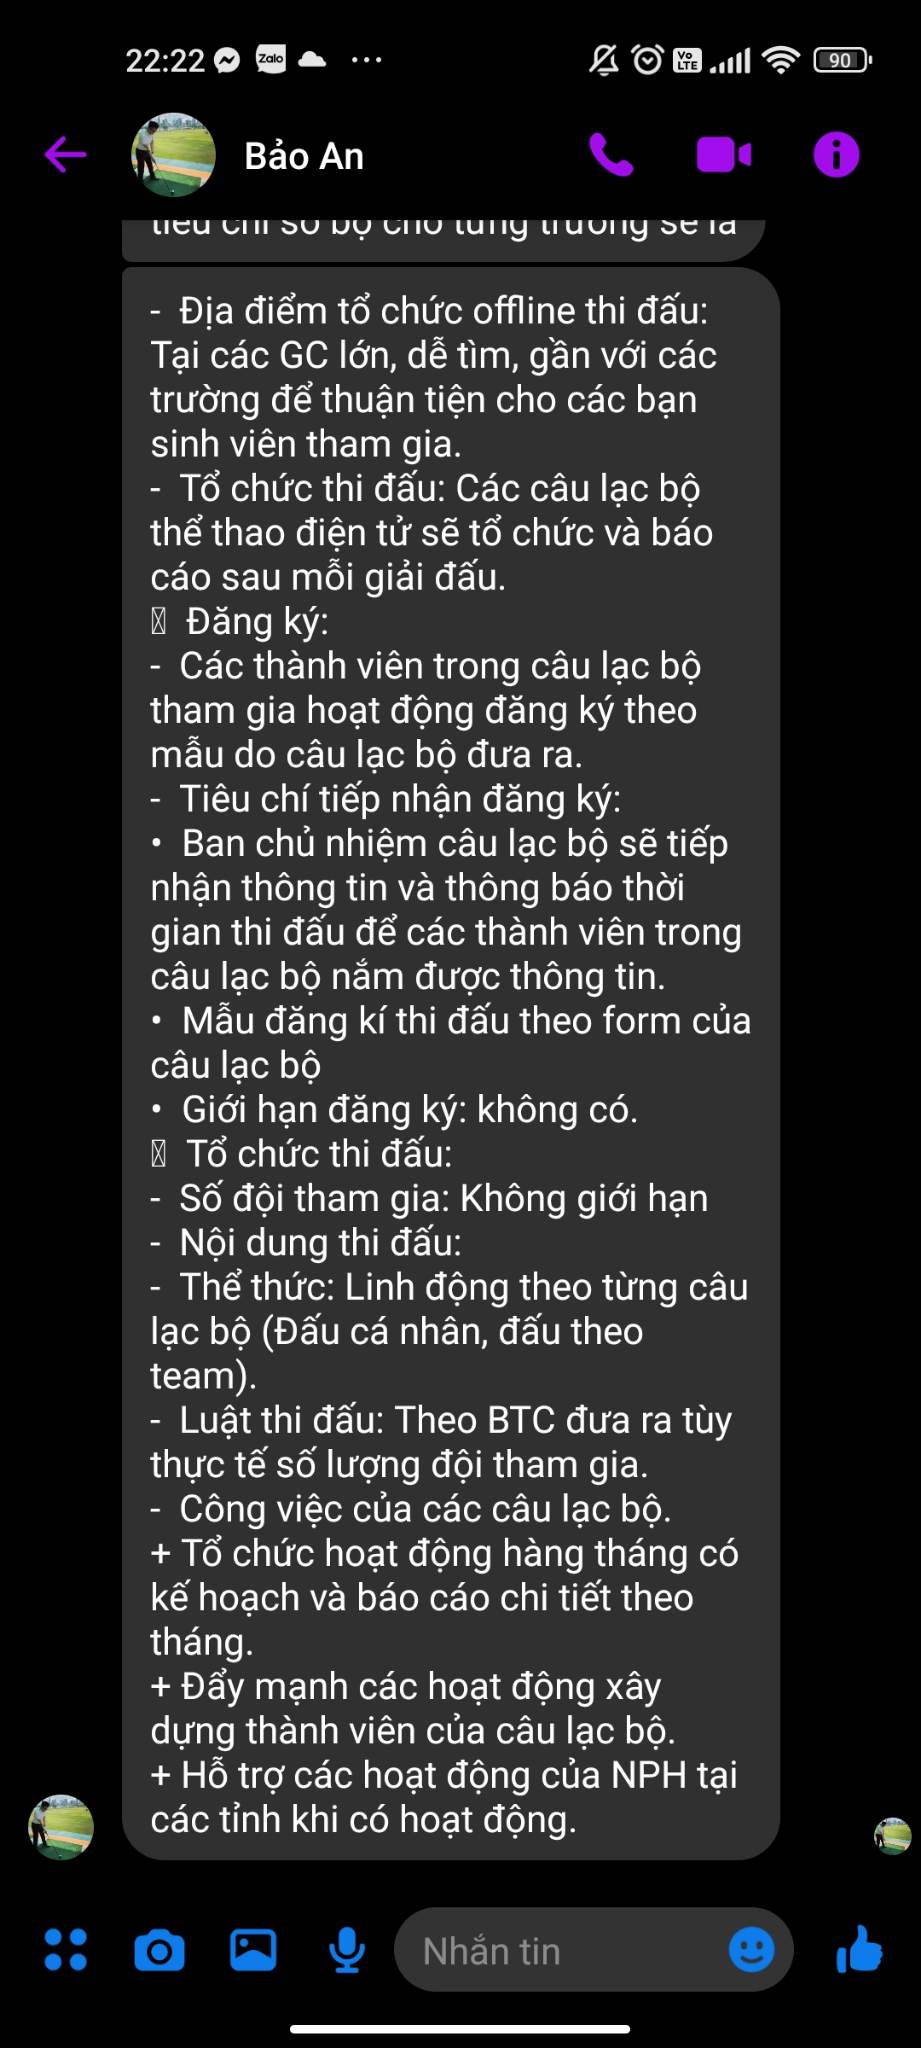 22:22 Zalo ... Vo LTE 90
Bảo An
tiêu chí sơ bộ cho từng trường sẽ là
- Địa điểm tổ chức offline thi đấu:
Tại các GC lớn, dễ tìm, gần với các
trường để thuận tiện cho các bạn
sinh viên tham gia.
- Tổ chức thi đấu: Các câu lạc bộ
thể thao điện tử sẽ tổ chức và báo
cáo sau mỗi giải đấu.
Đăng ký:
- Các thành viên trong câu lạc bộ
tham gia hoạt động đăng ký theo
mẫu do câu lạc bộ đưa ra.
- Tiêu chí tiếp nhận đăng ký:
• Ban chủ nhiệm câu lạc bộ sẽ tiếp
nhận thông tin và thông báo thời
gian thi đấu để các thành viên trong
câu lạc bộ nắm được thông tin.
• Mẫu đăng kí thi đấu theo form của
câu lạc bộ
• Giới hạn đăng ký: không có.
Tổ chức thi đấu:
- Số đội tham gia: Không giới hạn
- Nội dung thi đấu:
- Thể thức: Linh động theo từng câu
lạc bộ (Đấu cá nhân, đấu theo
team).
- Luật thi đấu: Theo BTC đưa ra tùy
thực tế số lượng đội tham gia.
- Công việc của các câu lạc bộ.
+ Tổ chức hoạt động hàng tháng có
kế hoạch và báo cáo chi tiết theo
tháng.
+ Đẩy mạnh các hoạt động xây
dựng thành viên của câu lạc bộ.
+ Hỗ trợ các hoạt động của NPH tại
các tỉnh khi có hoạt động.
Nhắn tin